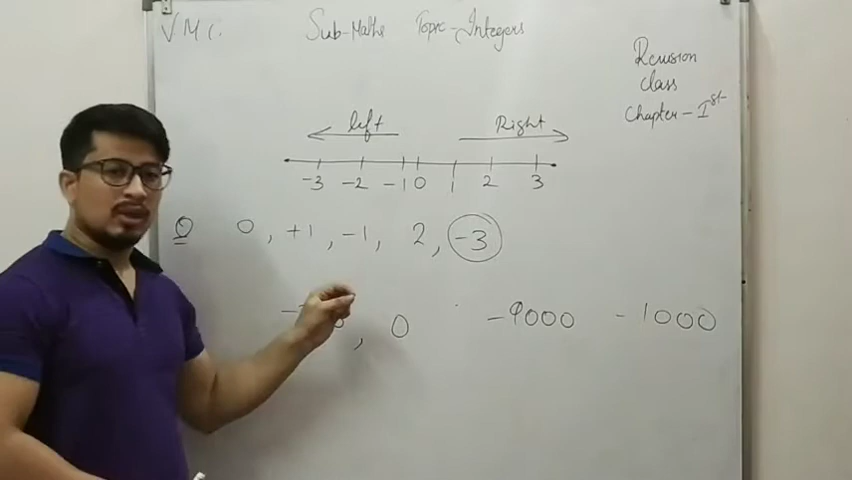 V M C. Sub-Maths Topic-Integers
Revision
class
Chapter - Ist
left Right
-3 -2 -1 0 1 2 3
Q 0, +1, -1, 2, -3
, 0 -9000 -1000